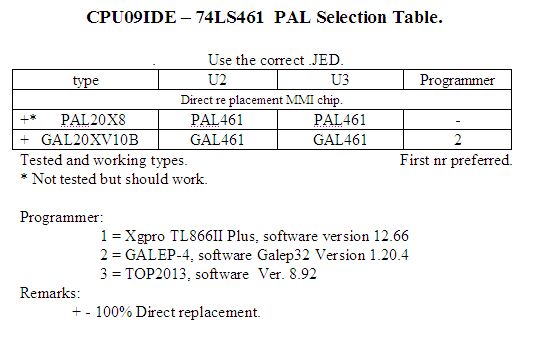 CPU09IDE – 74LS461 PAL Selection Table.
. Use the correct .JED.
type U2 U3 Programmer
Direct re placement MMI chip.
+* PAL20X8 PAL461 PAL461 -
+ GAL20XV10B GAL461 GAL461 2
Tested and working types. First nr preferred.
* Not tested but should work.
Programmer:
1 = Xgpro TL866II Plus, software version 12.66
2 = GALEP-4, software Galep32 Version 1.20.4
3 = TOP2013, software Ver. 8.92
Remarks:
+ - 100% Direct replacement.